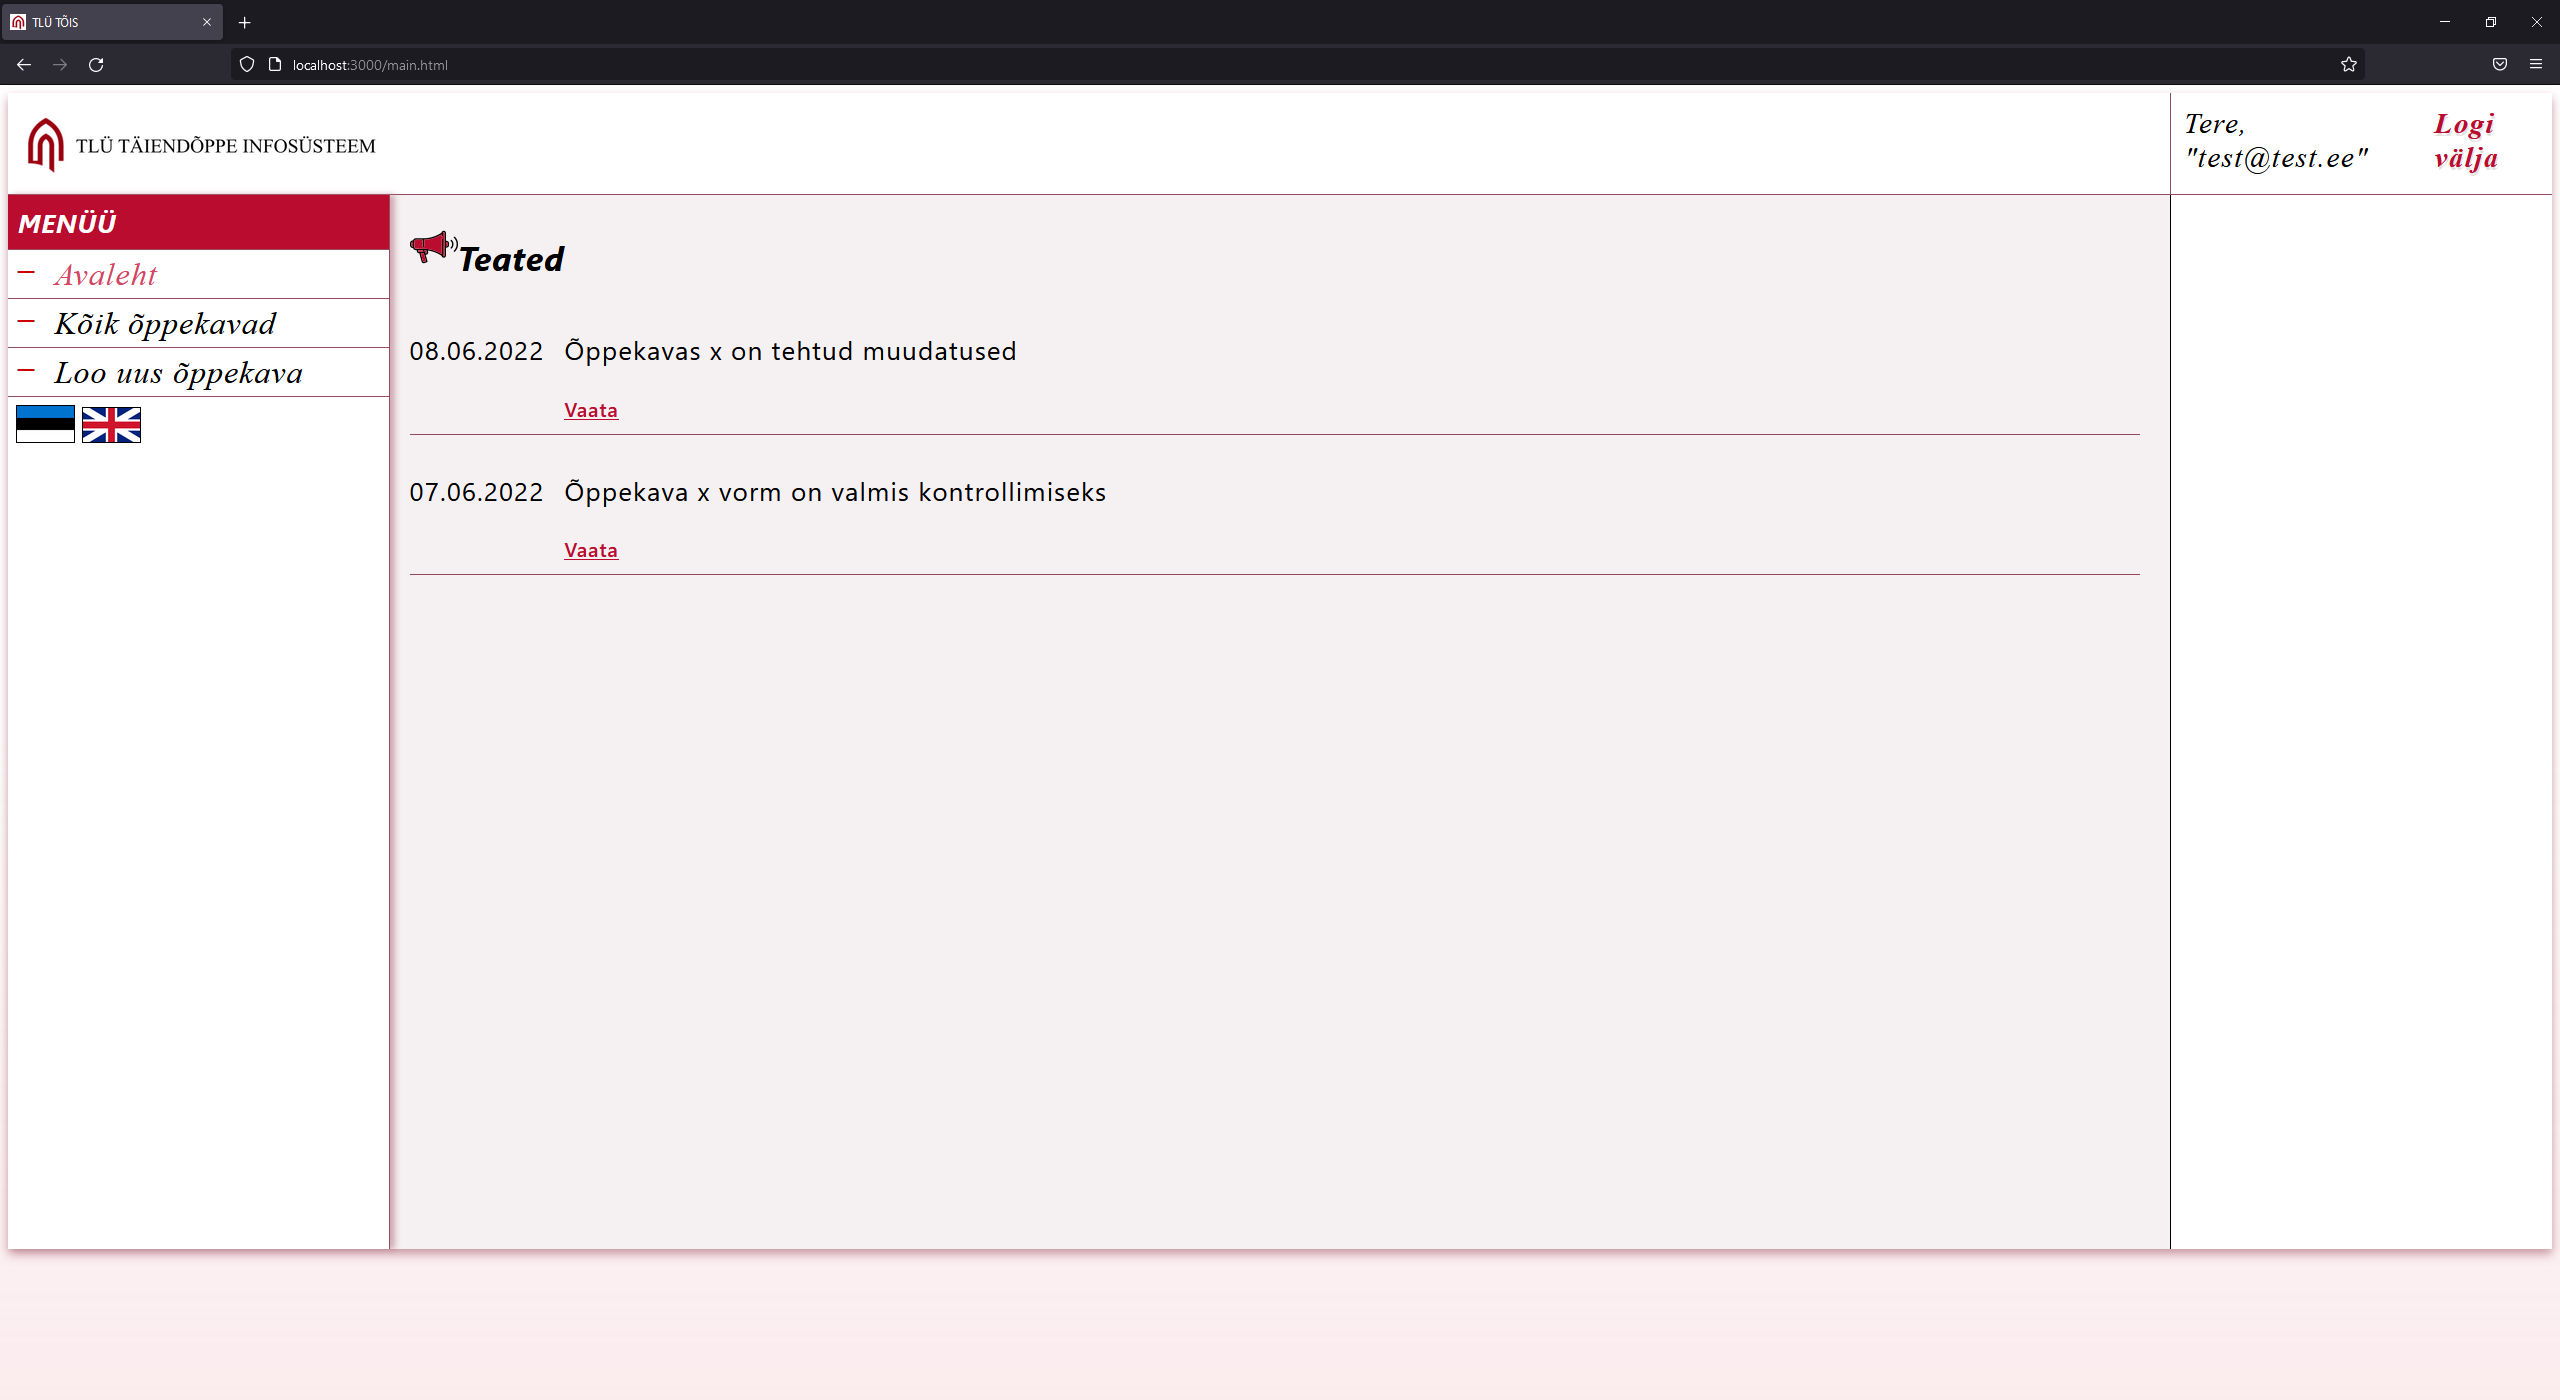 TLÜ TÕIS
localhost:3000/main.html
TLÜ TÄIENDÕPPE INFOSÜSTEEM
Tere,
"test@test.ee"
Logi
välja
MENÜÜ
Avaleht
Kõik õppekavad
Loo uus õppekava
Teated
08.06.2022 Õppekavas x on tehtud muudatused
Vaata
07.06.2022 Õppekava x vorm on valmis kontrollimiseks
Vaata